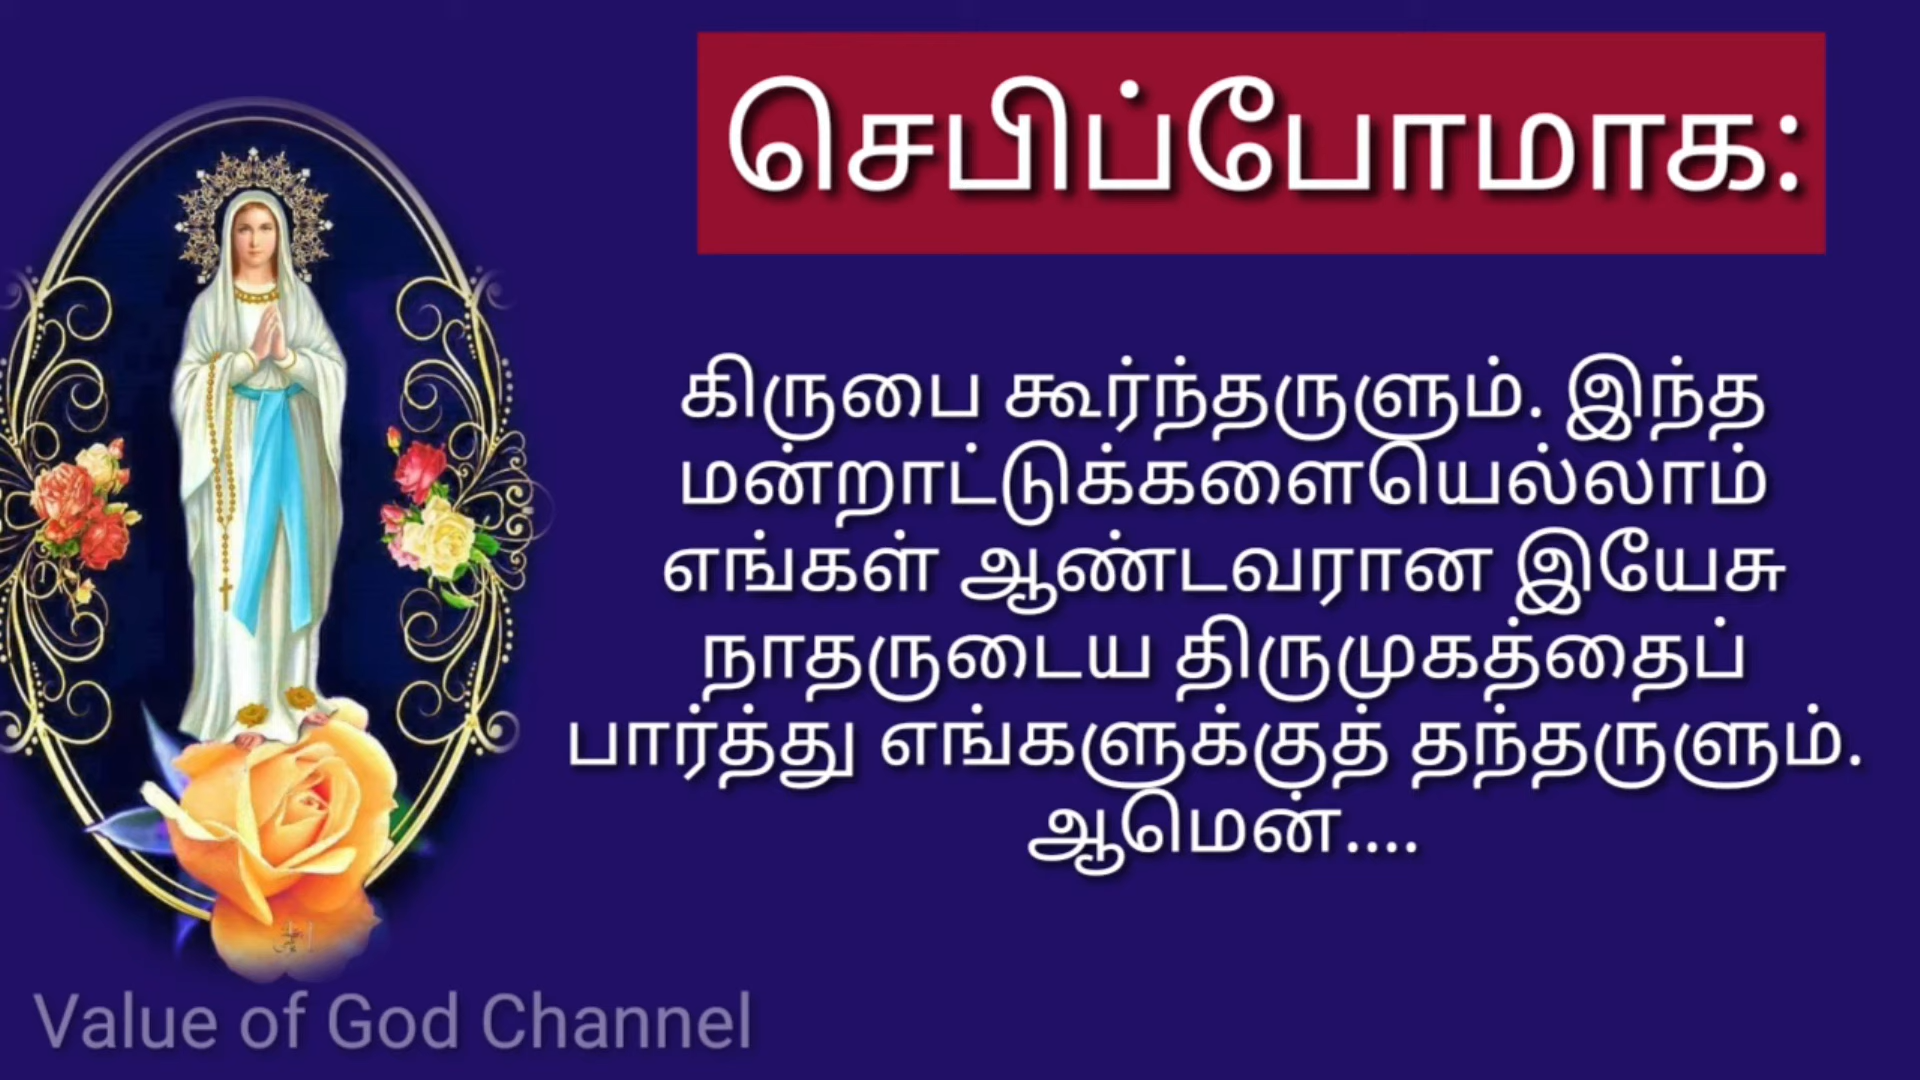 செபிப்போமாக:
கிருபை கூர்ந்தருளும். இந்த
மன்றாட்டுக்களையெல்லாம்
எங்கள் ஆண்டவரான இயேசு
நாதருடைய திருமுகத்தைப்
பார்த்து எங்களுக்குத் தந்தருளும்.
ஆமென்....
Value of God Channel